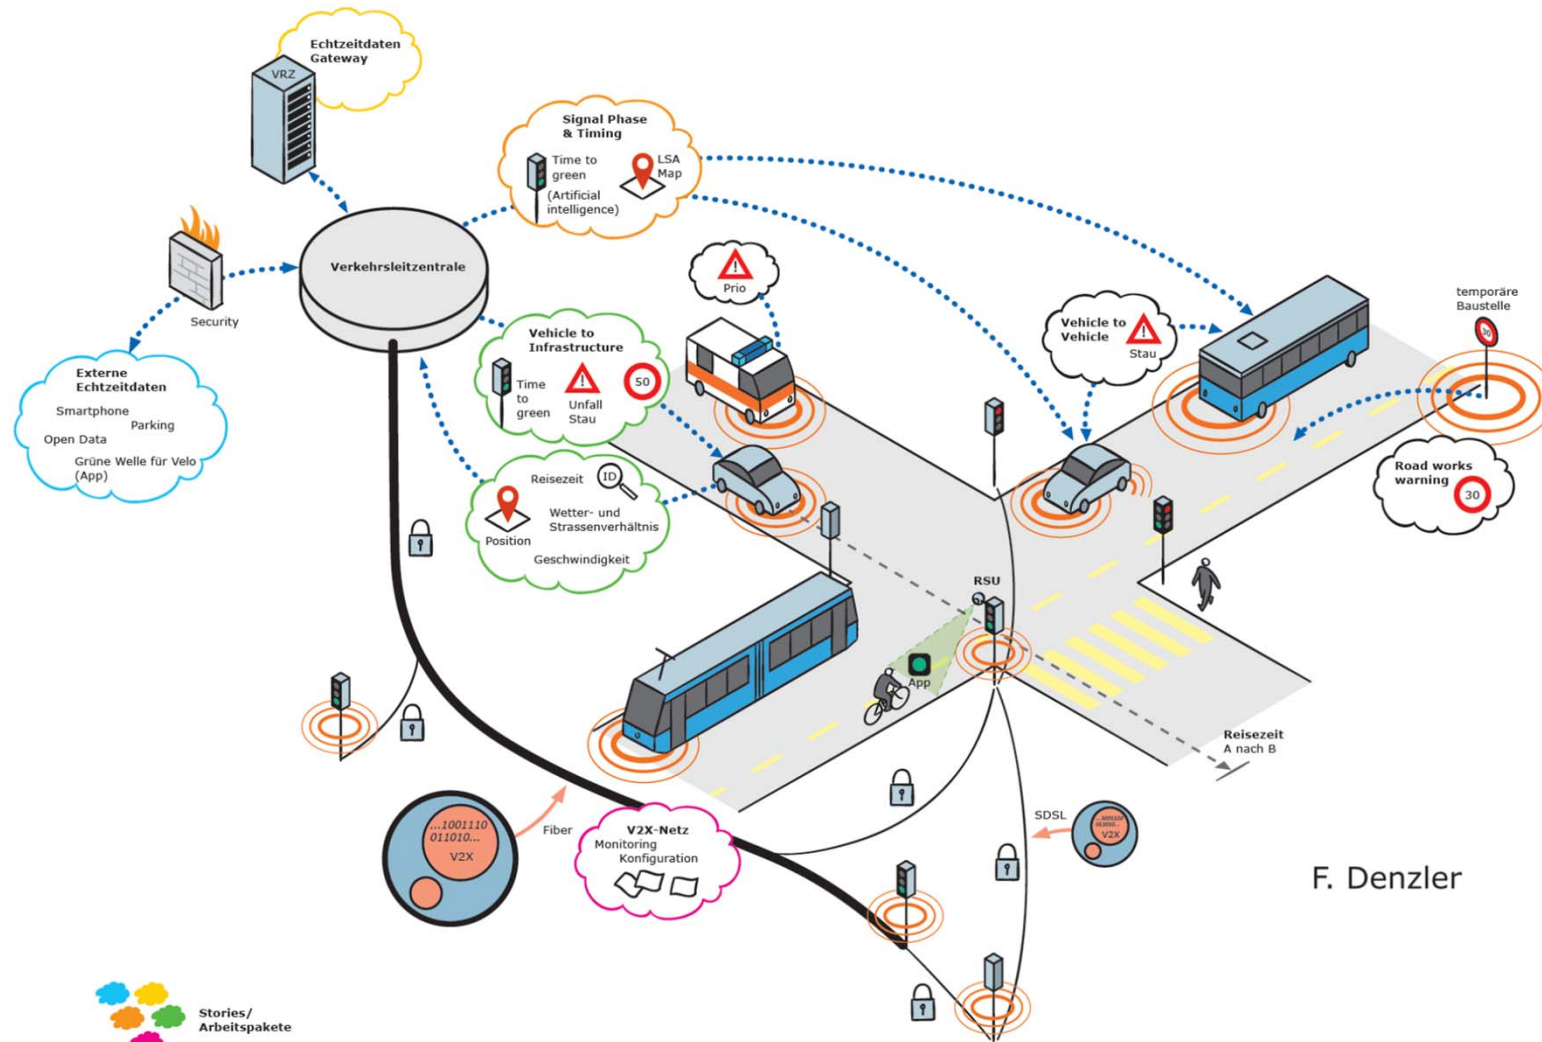 Echtzeitdaten
Gateway
VRZ
Signal Phase
& Timing
Time to
green
(Artificial
intelligence)
LSA
Map
Verkehrsleitzentrale
Security
Externe
Echtzeitdaten
Smartphone
Parking
Open Data
Grüne Welle für Velo
(App)
Vehicle to
Infrastructure
Time
to
green
Unfall
Stau
50
Prio
Vehicle to
Vehicle
Stau
temporäre
Baustelle
30
Road works
warning
30
Reisezeit
ID
Wetter- und
Strassenverhältnis
Position
Geschwindigkeit
RSU
App
Reisezeit
A nach B
Fiber
...1001110
011010...
V2X
V2X-Netz
Monitoring
Konfiguration
SDSL
...1001110
011010...
V2X
F. Denzler
Stories/
Arbeitspakete